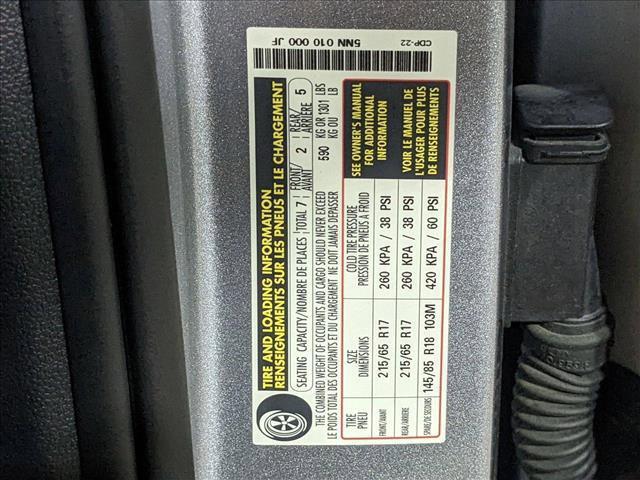 TIRE AND LOADING INFORMATION
RENSEIGNEMENTS SUR LES PNEUS ET LE CHARGEMENT
SEATING CAPACITY/NOMBRE DE PLACES TOTAL 7 FRONT/AVANT 2 REAR/ARRIÈRE 5
THE COMBINED WEIGHT OF OCCUPANTS AND CARGO SHOULD NEVER EXCEED 590 KG OR 1301 LBS
LE POIDS TOTAL DES OCCUPANTS ET DU CHARGEMENT NE DOIT JAMAIS DÉPASSER KG OU LB
TIRE SIZE COLD TIRE PRESSURE
PNEU DIMENSIONS PRESSION DE PNEUS À FROID
FRONT/AVANT 215/65 R17 260 KPA / 38 PSI
REAR/ARRIÈRE 215/65 R17 260 KPA / 38 PSI
SPARE/DE SECOURS 145/85 R18 103M 420 KPA / 60 PSI
SEE OWNER'S MANUAL
FOR ADDITIONAL
INFORMATION
VOIR LE MANUEL DE
L'USAGER POUR PLUS
DE RENSEIGNEMENTS
5NN 010 000 JF
CDP-22